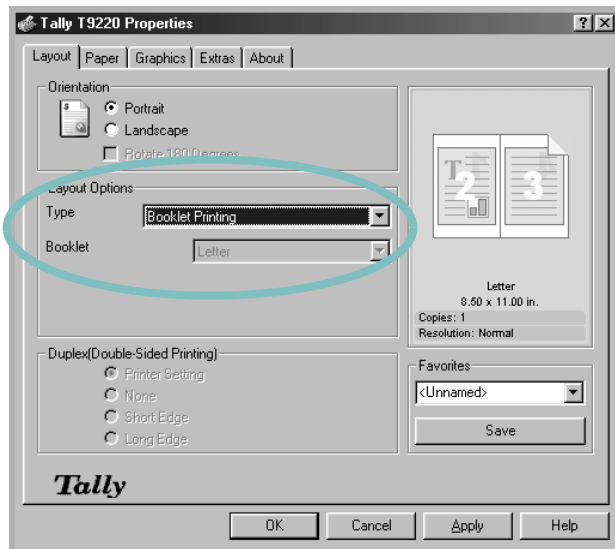 Tally T9220 Properties
Layout Paper Graphics Extras About
Orientation
Portrait
Landscape
Rotate 180 Degrees
Layout Options
Type Booklet Printing
Booklet Letter
T 2 3
Letter
8.50 x 11.00 in.
Copies: 1
Resolution: Normal
Duplex(Double-Sided Printing)
Printer Setting
None
Short Edge
Long Edge
Favorites
<Unnamed>
Save
Tally
OK Cancel Apply Help